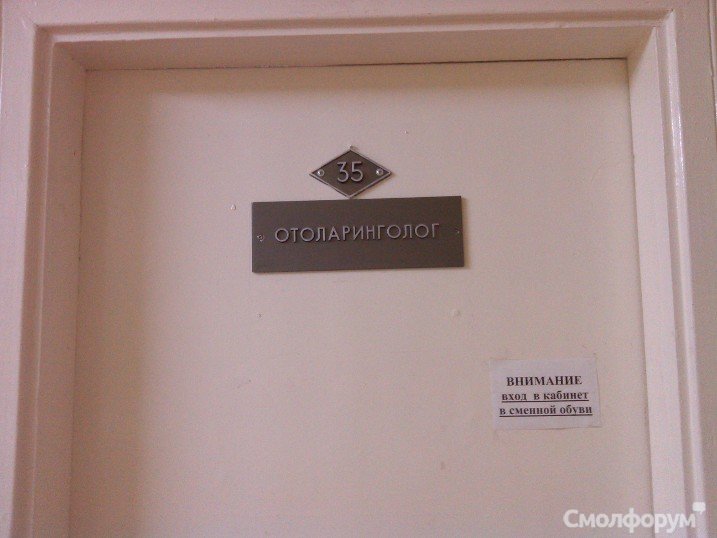 35
ОТОЛАРИНГОЛОГ
ВНИМАНИЕ
вход в кабинет
в сменной обуви
Смолфорум